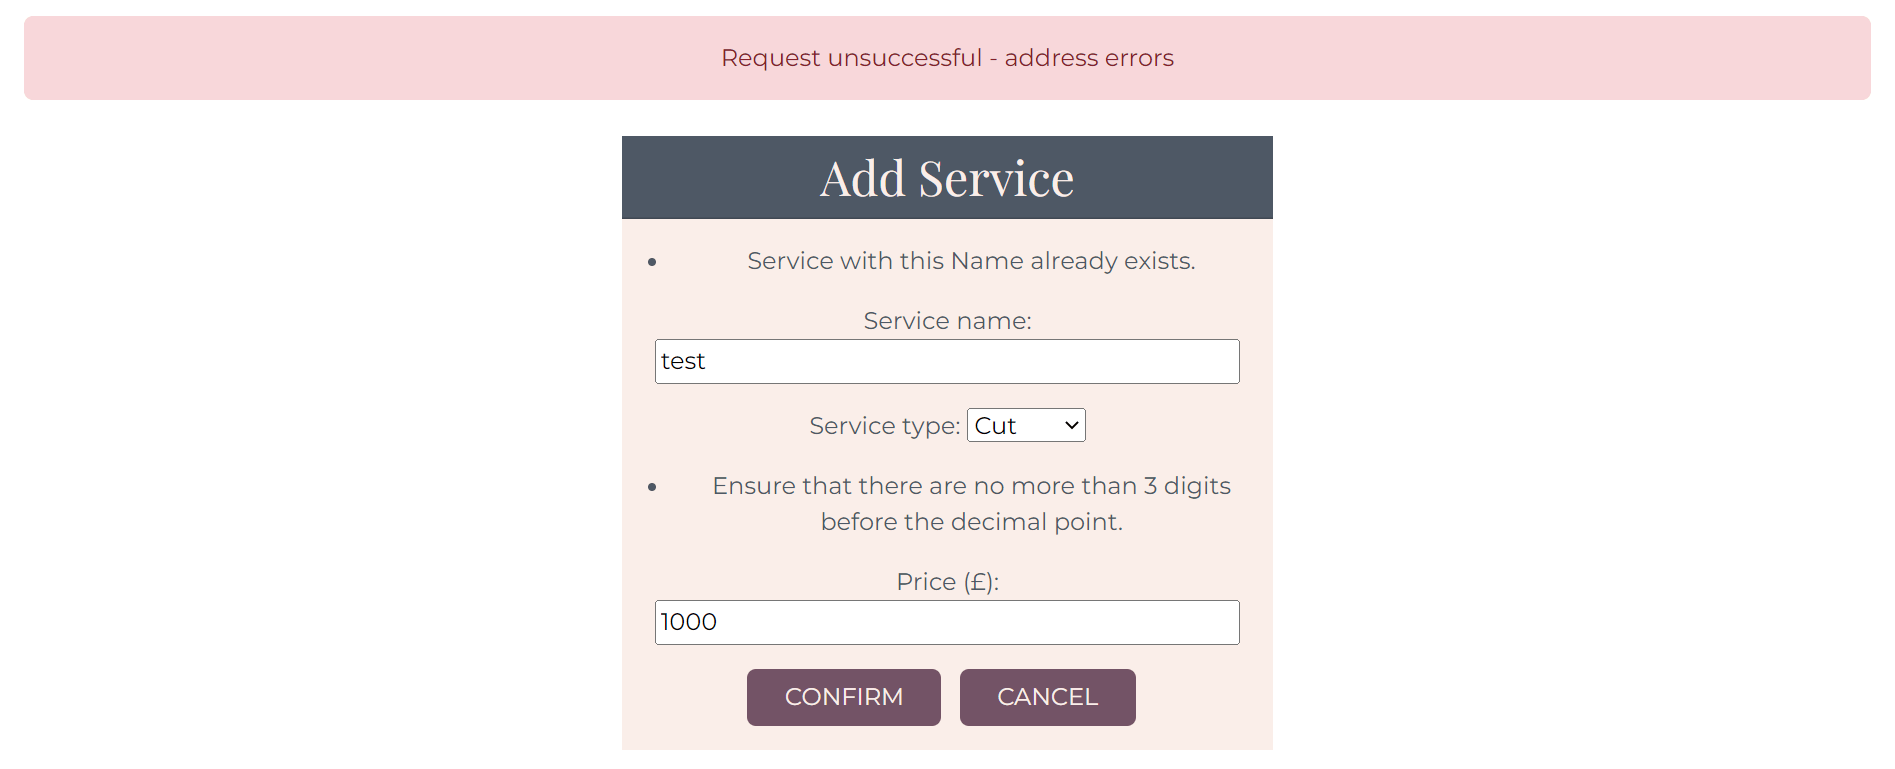 Request unsuccessful - address errors
Add Service
Service with this Name already exists.
Service name:
test
Service type: Cut
Ensure that there are no more than 3 digits
before the decimal point.
Price (£):
1000
CONFIRM CANCEL